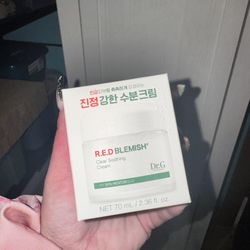 진정 강한 수분크림
R.E.D BLEMISH®
Clear Soothing
Cream
Dr.G
NET 70 mL / 2.36 fl. oz.